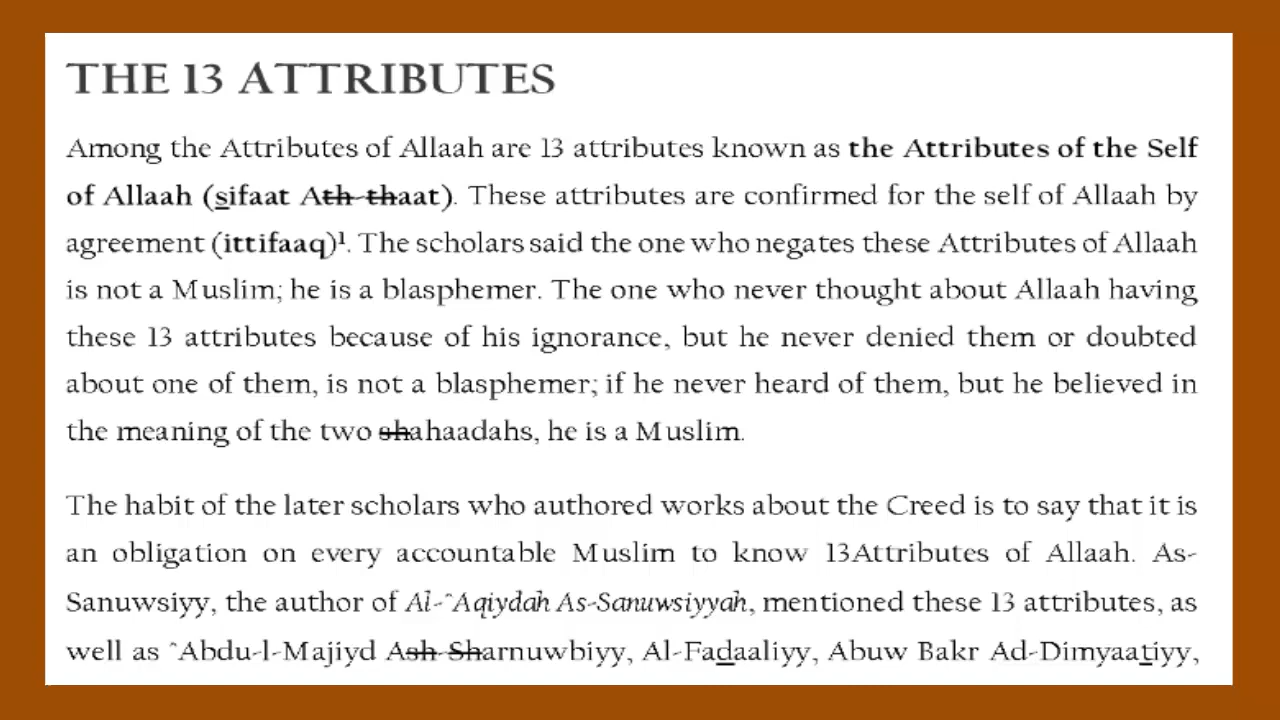 THE 13 ATTRIBUTES
Among the Attributes of Allaah are 13 attributes known as the Attributes of the Self
of Allaah (sifaat Ath-thaat). These attributes are confirmed for the self of Allaah by
agreement (ittifaaq)¹. The scholars said the one who negates these Attributes of Allaah
is not a Muslim; he is a blasphemer. The one who never thought about Allaah having
these 13 attributes because of his ignorance, but he never denied them or doubted
about one of them, is not a blasphemer; if he never heard of them, but he believed in
the meaning of the two shahaadahs, he is a Muslim.
The habit of the later scholars who authored works about the Creed is to say that it is
an obligation on every accountable Muslim to know 13Attributes of Allaah. As-
Sanuwsiyy, the author of Al-^Aqiydah As-Sanuwsiyyah, mentioned these 13 attributes, as
well as ^Abdu-l-Majiyd Ash-Sharnuwbiyy, Al-Fadaaliyy, Abuw Bakr Ad-Dimyaatiyy,